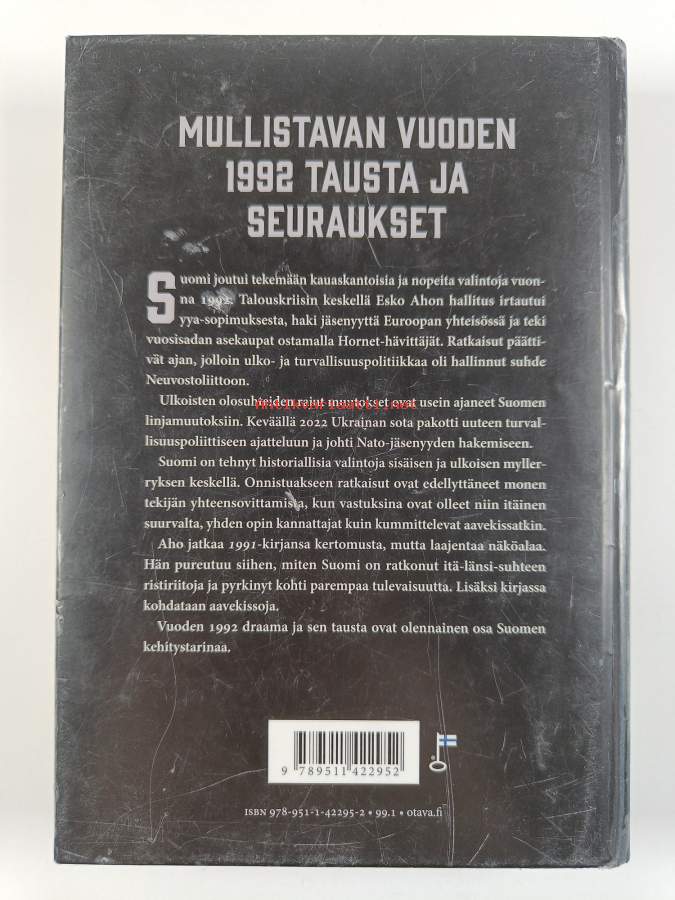 MULLISTAVAN VUODEN
1992 TAUSTA JA
SEURAUKSET
Suomi joutui tekemään kauaskantoisia ja nopeita valintoja vuon-
na 1992. Talouskriisin keskellä Esko Ahon hallitus irtautui
yya-sopimuksesta, haki jäsenyyttä Euroopan yhteisössä ja teki
vuosisadan asekaupat ostamalla Hornet-hävittäjät. Ratkaisut päätti-
vät ajan, jolloin ulko- ja turvallisuuspolitiikkaa oli hallinnut suhde
Neuvostoliittoon.
Ulkoisten olosuhteiden rajut muutokset ovat usein ajaneet Suomen
linjamuutoksiin. Keväällä 2022 Ukrainan sota pakotti uuteen turval-
lisuuspoliittiseen ajatteluun ja johti Nato-jäsenyyden hakemiseen.
Suomi on tehnyt historiallisia valintoja sisäisen ja ulkoisen myller-
ryksen keskellä. Onnistuakseen ratkaisut ovat edellyttäneet monen
tekijän yhteensovittamista, kun vastuksina ovat olleet niin itäinen
suurvalta, yhden opin kannattajat kuin kummittelevat aavekissatkin.
Aho jatkaa 1991-kirjansa kertomusta, mutta laajentaa näköalaa.
Hän pureutuu siihen, miten Suomi on ratkonut itä-länsi-suhteen
ristiriitoja ja pyrkinyt kohti parempaa tulevaisuutta. Lisäksi kirjassa
kohdataan aavekissoja.
Vuoden 1992 draama ja sen tausta ovat olennainen osa Suomen
kehitystarinaa.
9 789511 422952
ISBN 978-951-1-42295-2 • 99.1 • otava.fi